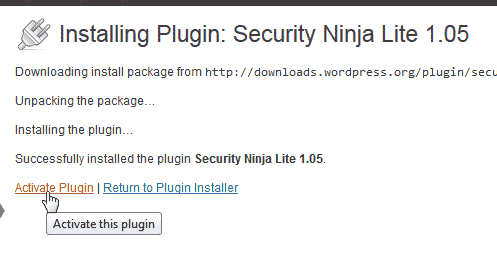 Installing Plugin: Security Ninja Lite 1.05
Downloading install package from http://downloads.wordpress.org/plugin/secu
Unpacking the package…
Installing the plugin…
Successfully installed the plugin Security Ninja Lite 1.05.
Activate Plugin | Return to Plugin Installer
Activate this plugin